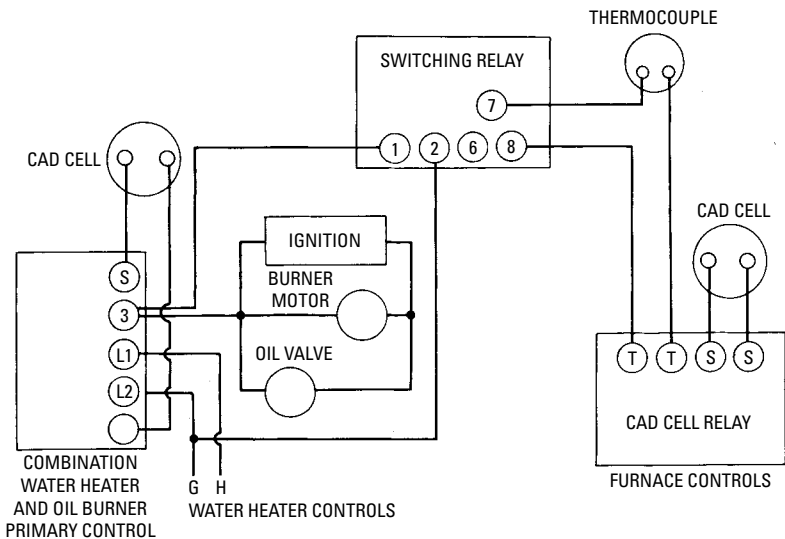 THERMOCOUPLE
SWITCHING RELAY
7
1 2 6 8
CAD CELL
CAD CELL
IGNITION
BURNER
MOTOR
OIL VALVE
S
3
L1
L2
T T S S
CAD CELL RELAY
FURNACE CONTROLS
COMBINATION
WATER HEATER
AND OIL BURNER
PRIMARY CONTROL
G H
WATER HEATER CONTROLS